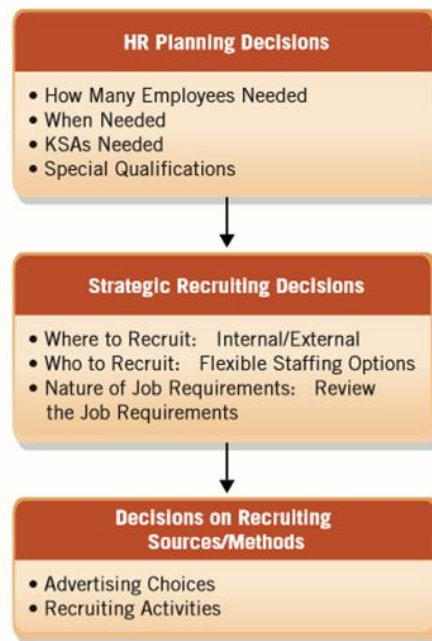 HR Planning Decisions
• How Many Employees Needed
• When Needed
• KSAs Needed
• Special Qualifications
Strategic Recruiting Decisions
• Where to Recruit: Internal/External
• Who to Recruit: Flexible Staffing Options
• Nature of Job Requirements: Review
the Job Requirements
Decisions on Recruiting
Sources/Methods
• Advertising Choices
• Recruiting Activities